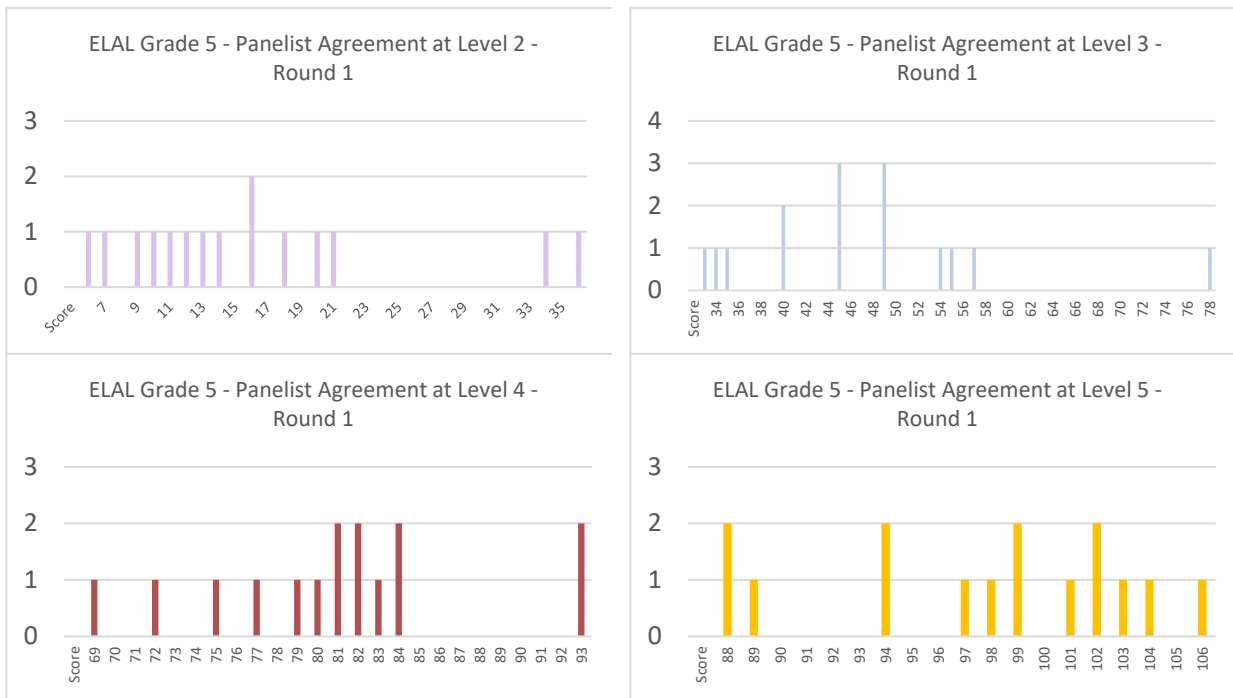 ELAL Grade 5 - Panelist Agreement at Level 2 -
Round 1
3
2
1
0
Score 7 9 11 13 15 17 21 23 25 27 29 31 33 35
ELAL Grade 5 - Panelist Agreement at Level 3 -
Round 1
4
3
2
1
0
Score 34 36 38 40 44 46 48 50 54 56 58 60 62 64 66 68 70 74 76 78
ELAL Grade 5 - Panelist Agreement at Level 4 -
Round 1
3
2
1
0
Score 69 70 71 72 73 74 75 76 77 78 79 80 81 82 83 84 85 86 87 88 89 90 91 92 93
ELAL Grade 5 - Panelist Agreement at Level 5 -
Round 1
3
2
1
0
Score 88 89 90 91 92 93 94 95 96 97 98 99 100 101 102 103 104 105 106